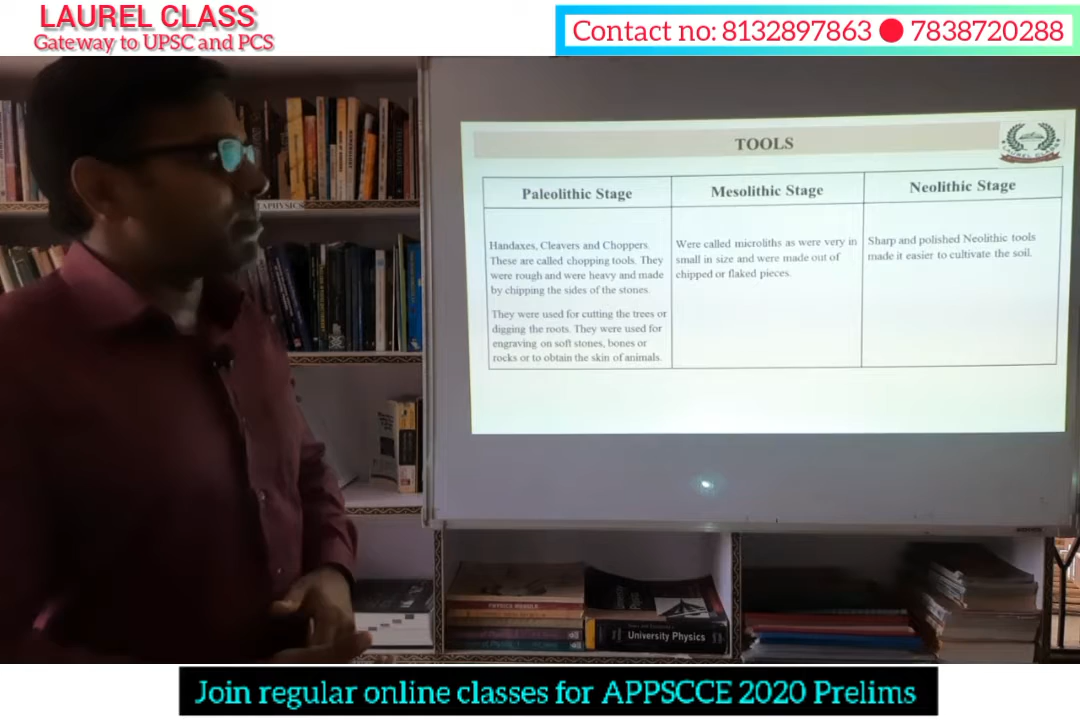 LAUREL CLASS
Gateway to UPSC and PCS
Contact no: 8132897863 🔴 7838720288
TOOLS
Paleolithic Stage
Mesolithic Stage
Neolithic Stage
Handaxes, Cleavers and Choppers.
These are called chopping tools. They
were rough and were heavy and made
by chipping the sides of the stones.
They were used for cutting the trees or
digging the roots. They were used for
engraving on soft stones, bones or
rocks or to obtain the skin of animals.
Were called microliths as were very in
small in size and were made out of
chipped or flaked pieces.
Sharp and polished Neolithic tools
made it easier to cultivate the soil.
University Physics
Join regular online classes for APPSCCE 2020 Prelims